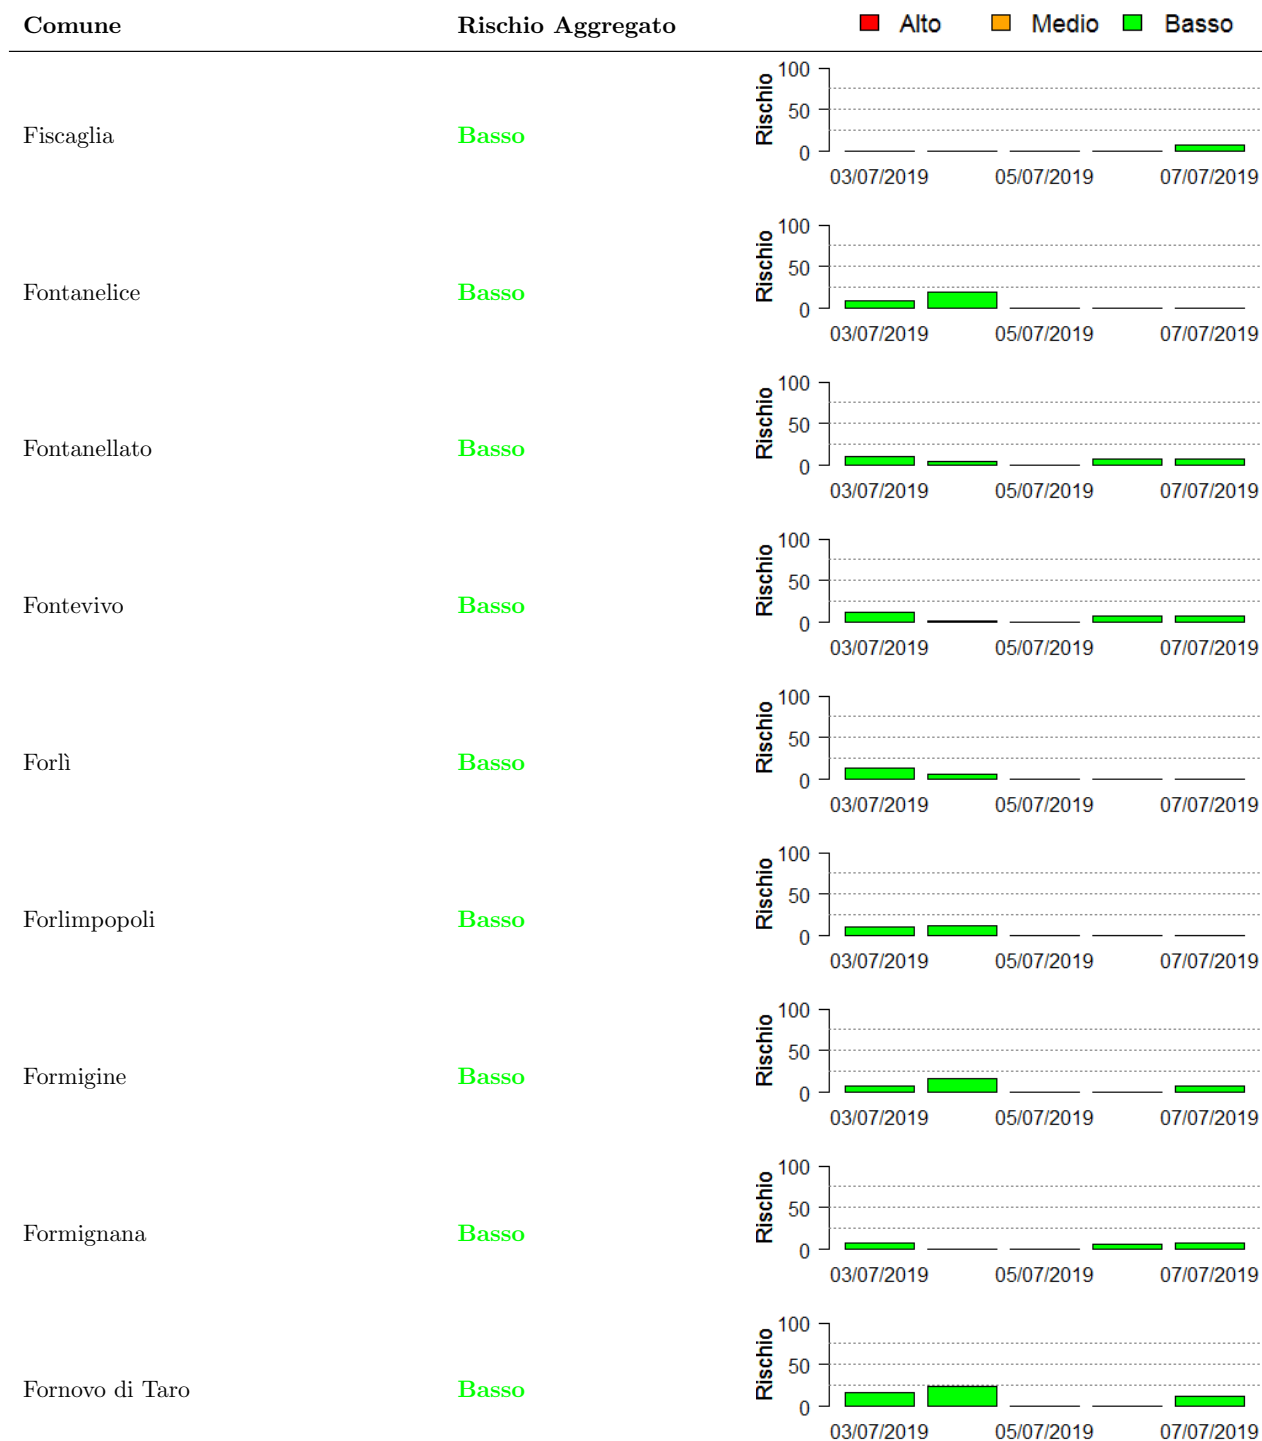 Comune Rischio Aggregato Alto Medio Basso
Fiscaglia Basso Rischio 100 50 0
03/07/2019 05/07/2019 07/07/2019
Fontanelice Basso Rischio 100 50 0
03/07/2019 05/07/2019 07/07/2019
Fontanellato Basso Rischio 100 50 0
03/07/2019 05/07/2019 07/07/2019
Fontevivo Basso Rischio 100 50 0
03/07/2019 05/07/2019 07/07/2019
Forlì Basso Rischio 100 50 0
03/07/2019 05/07/2019 07/07/2019
Forlimpopoli Basso Rischio 100 50 0
03/07/2019 05/07/2019 07/07/2019
Formigine Basso Rischio 100 50 0
03/07/2019 05/07/2019 07/07/2019
Formignana Basso Rischio 100 50 0
03/07/2019 05/07/2019 07/07/2019
Fornovo di Taro Basso Rischio 100 50 0
03/07/2019 05/07/2019 07/07/2019